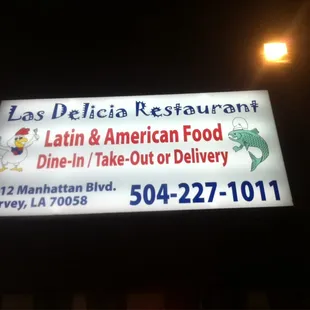 Las Delicia Restaurant
Latin & American Food
Dine-In / Take-Out or Delivery
12 Manhattan Blvd.
rvey, LA 70058
504-227-1011